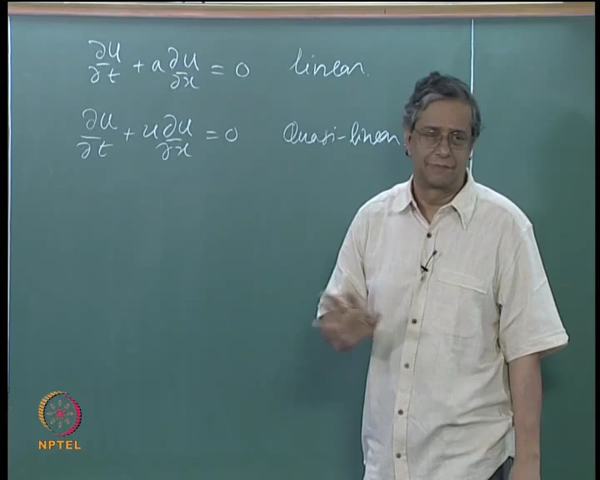 ∂u/∂t + a ∂u/∂x = 0 linear.
∂u/∂t + u ∂u/∂x = 0 Quasi-linear
NPTEL